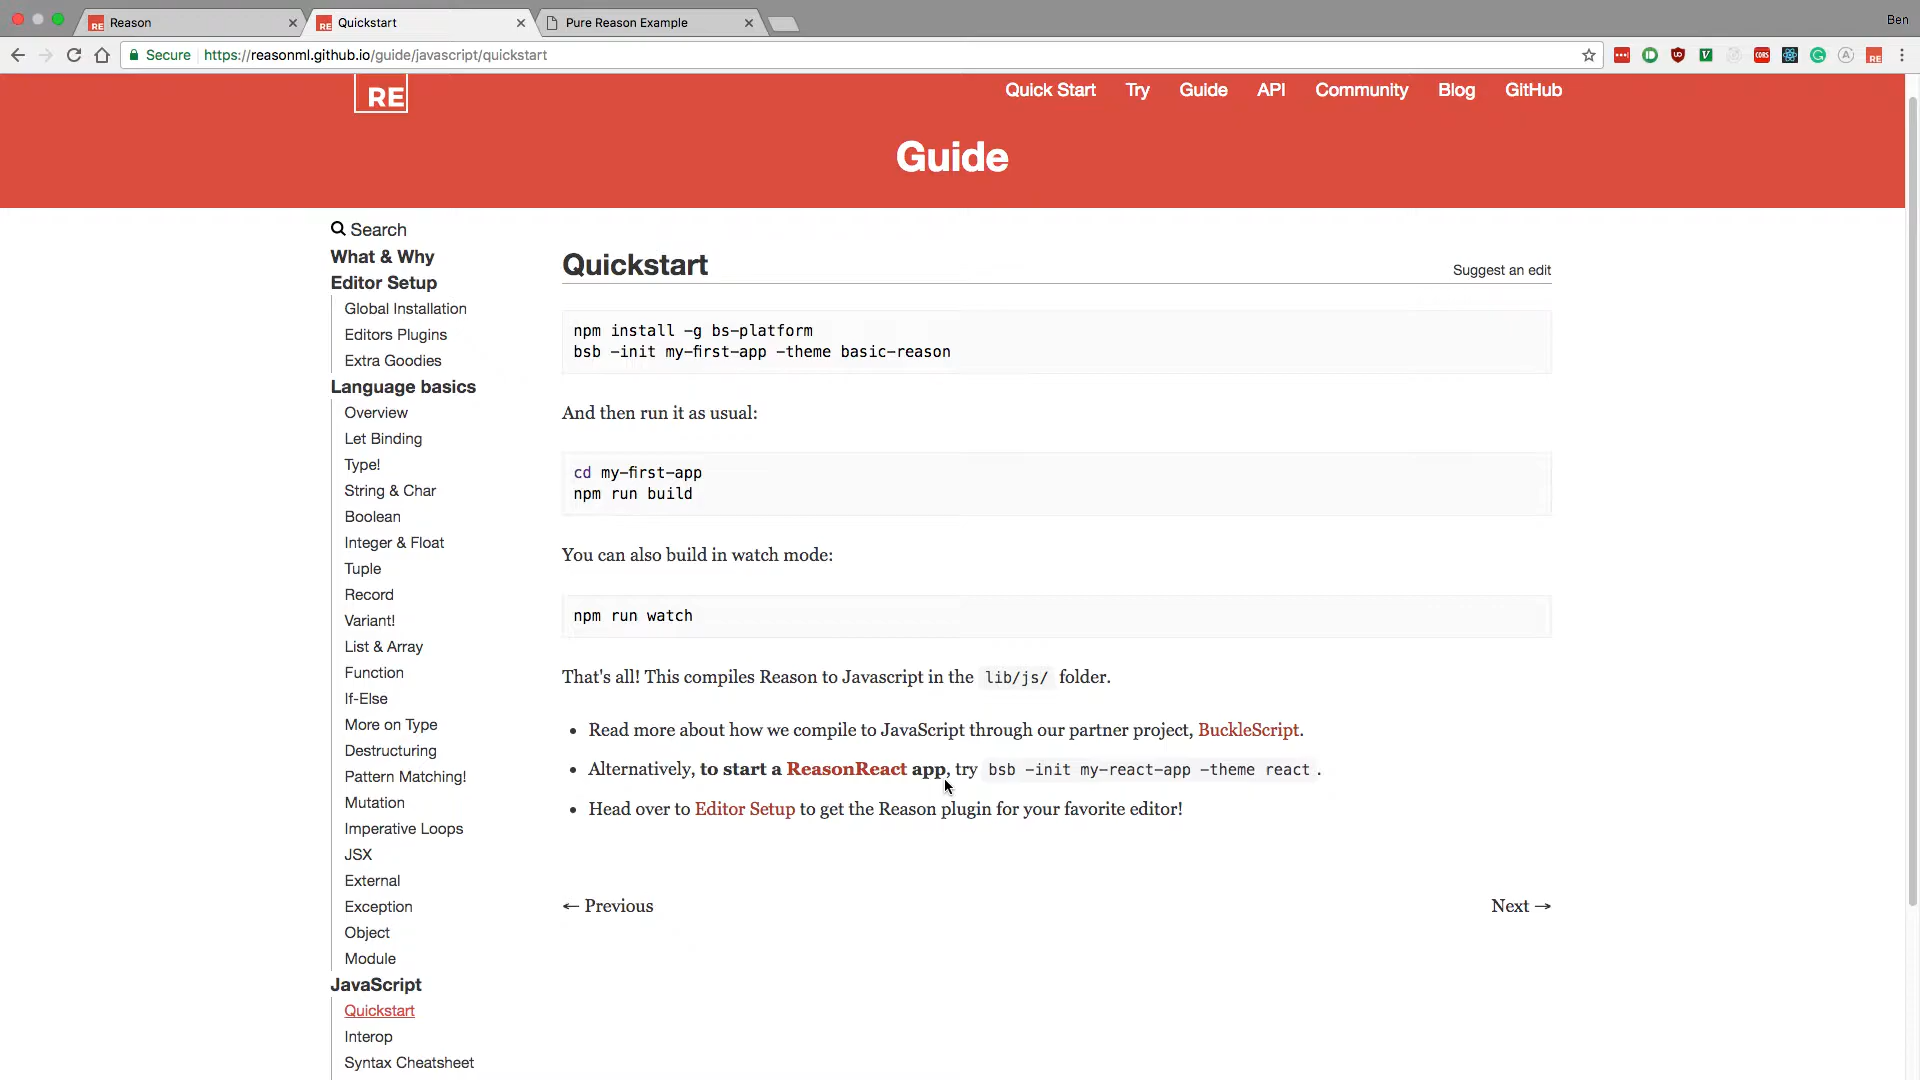 Reason
Quickstart
Pure Reason Example
Ben
Secure
https://reasonml.github.io/guide/javascript/quickstart
RE
Quick Start
Try
Guide
API
Community
Blog
GitHub
Guide
Search
What & Why
Editor Setup
Global Installation
Editors Plugins
Extra Goodies
Language basics
Overview
Let Binding
Type!
String & Char
Boolean
Integer & Float
Tuple
Record
Variant!
List & Array
Function
If-Else
More on Type
Destructuring
Pattern Matching!
Mutation
Imperative Loops
JSX
External
Exception
Object
Module
JavaScript
Quickstart
Interop
Syntax Cheatsheet
Quickstart
Suggest an edit
npm install -g bs-platform
bsb -init my-first-app -theme basic-reason
And then run it as usual:
cd my-first-app
npm run build
You can also build in watch mode:
npm run watch
That's all! This compiles Reason to Javascript in the lib/js/ folder.
• Read more about how we compile to JavaScript through our partner project, BuckleScript.
• Alternatively, to start a ReasonReact app, try bsb -init my-react-app -theme react .
• Head over to Editor Setup to get the Reason plugin for your favorite editor!
← Previous
Next →